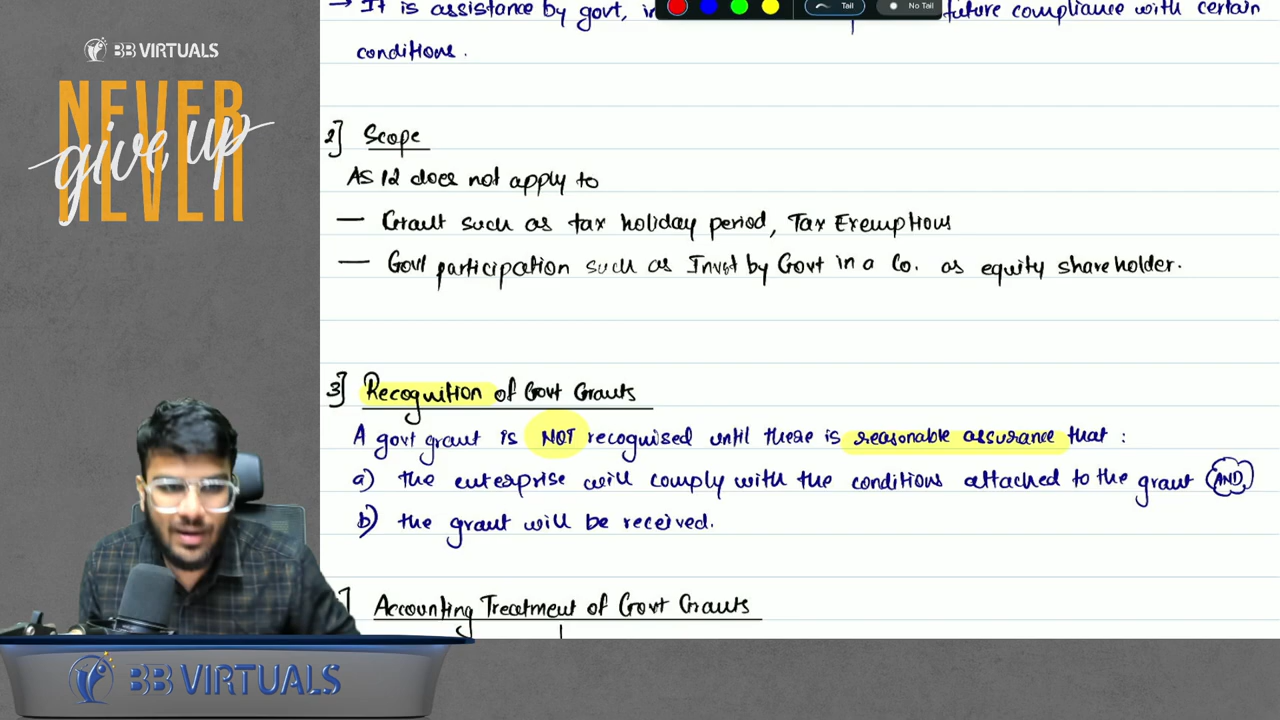 → It is assistance by govt, in future compliance with certain
Tail
No Tail
conditions.
BB VIRTUALS
NEVER
give up
NEVER
2] Scope
AS 12 does not apply to
— Grant such as tax holiday period, Tax Exemptions
— Govt participation such as Invst by Govt in a Co. as equity shareholder.
3] Recognition of Govt Grants
A govt grant is NOT recognised until there is reasonable assurance that :
a) the enterprise will comply with the conditions attached to the grant AND
b) the grant will be received.
Accounting Treatment of Govt Grants
BB VIRTUALS